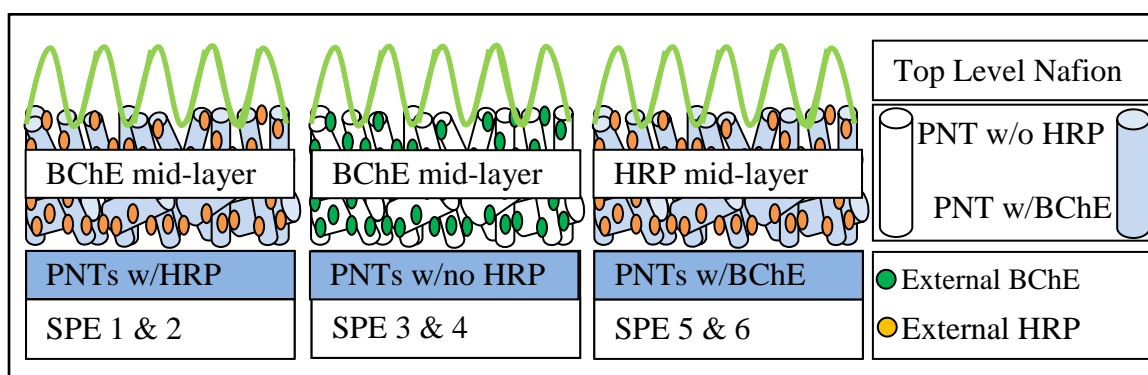 BChE mid-layer
PNTs w/HRP
SPE 1 & 2
BChE mid-layer
PNTs w/no HRP
SPE 3 & 4
HRP mid-layer
PNTs w/BChE
SPE 5 & 6
Top Level Nafion
PNT w/o HRP
PNT w/BChE
External BChE
External HRP